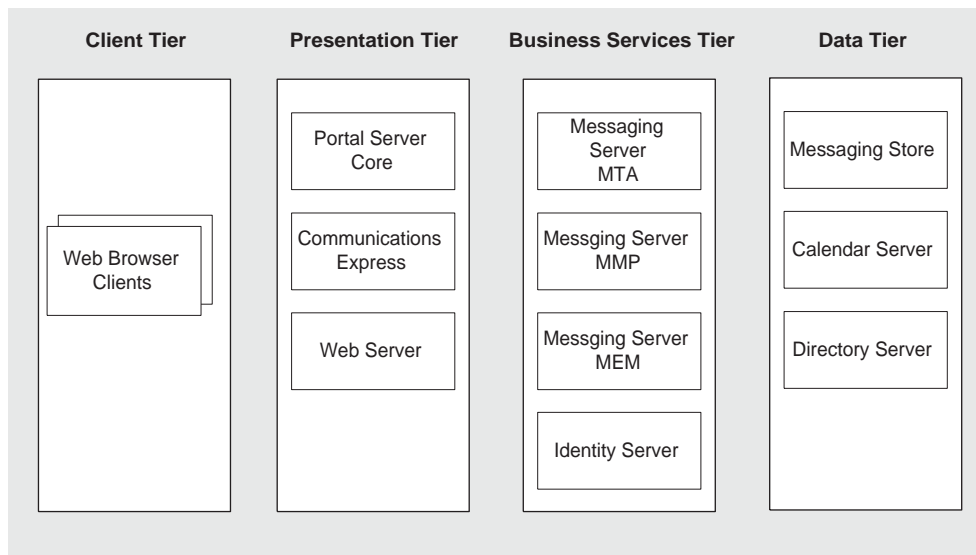 Client Tier
Presentation Tier
Business Services Tier
Data Tier
Web Browser
Clients
Portal Server
Core
Communications
Express
Web Server
Messaging
Server
MTA
Messging Server
MMP
Messging Server
MEM
Identity Server
Messaging Store
Calendar Server
Directory Server